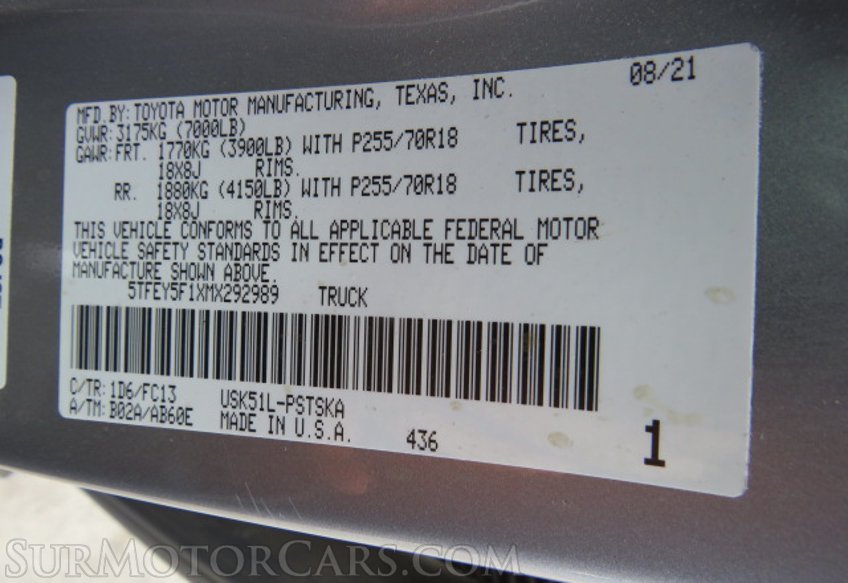 08/21
MFD.BY: TOYOTA MOTOR MANUFACTURING, TEXAS, INC.
GVWR: 3175KG (7000LB)
GAWR: FRT. 1770KG (3900LB) WITH P255/70R18 TIRES,
18X8J RIMS.
RR. 1880KG (4150LB) WITH P255/70R18 TIRES,
18X8J RIMS.
THIS VEHICLE CONFORMS TO ALL APPLICABLE FEDERAL MOTOR
VEHICLE SAFETY STANDARDS IN EFFECT ON THE DATE OF
MANUFACTURE SHOWN ABOVE.
5TFEY5F1XMX292989 TRUCK
C/TR: 1D6/FC13 USK51L-PSTSKA
A/TM: B02A/AB60E MADE IN U.S.A. 436 1
SURMOTORCARS.COM